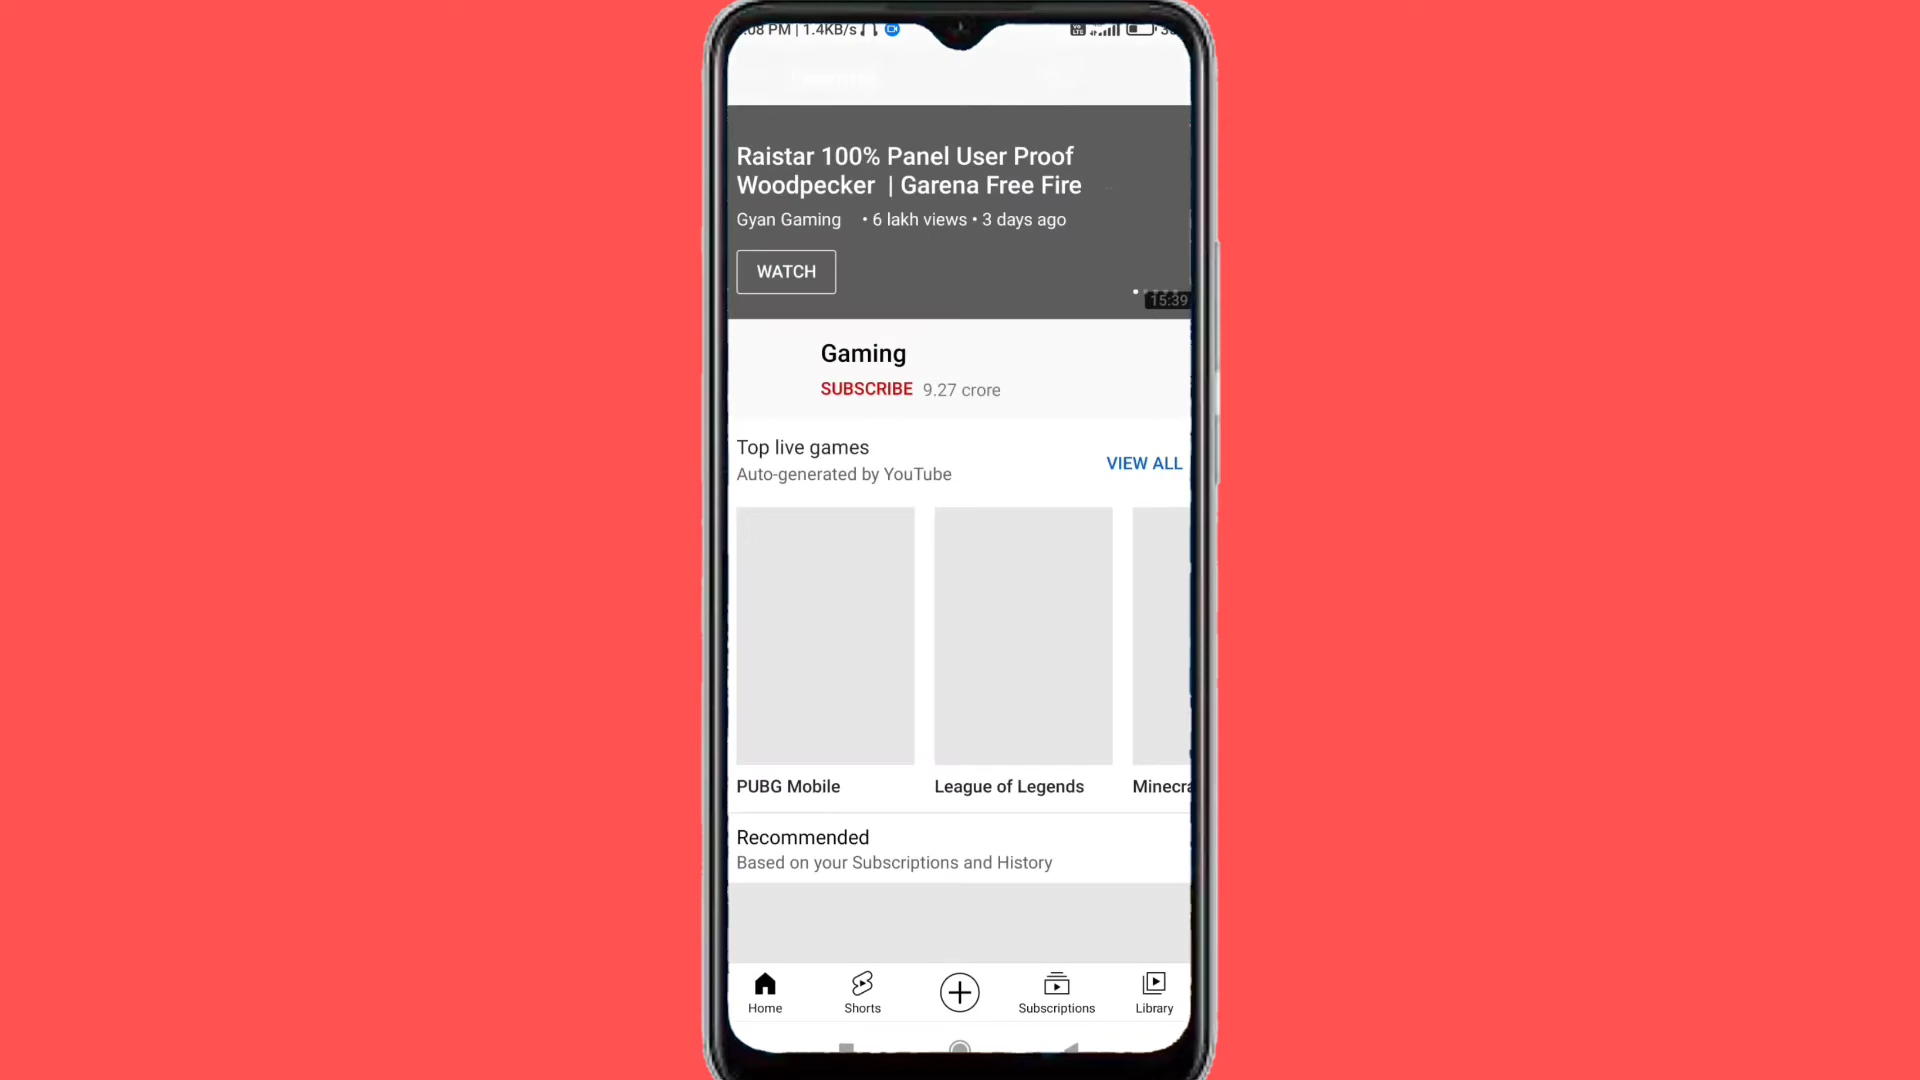 :08 PM | 1.4KB/s
Raistar 100% Panel User Proof
Woodpecker | Garena Free Fire
Gyan Gaming • 6 lakh views • 3 days ago
WATCH
15:39
Gaming
SUBSCRIBE 9.27 crore
Top live games
Auto-generated by YouTube
VIEW ALL
PUBG Mobile
League of Legends
Minecra
Recommended
Based on your Subscriptions and History
Home
Shorts
Subscriptions
Library